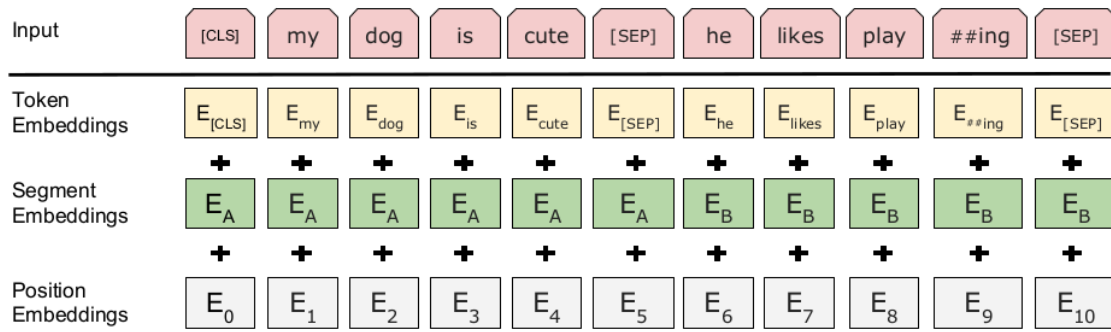 Input [CLS] my dog is cute [SEP] he likes play ##ing [SEP]
Token
Embeddings E[CLS] Emy Edog Eis Ecute E[SEP] Ehe Elikes Eplay E##ing E[SEP]
+ + + + + + + + + + +
Segment
Embeddings EA EA EA EA EA EA EB EB EB EB EB
+ + + + + + + + + + +
Position
Embeddings E0 E1 E2 E3 E4 E5 E6 E7 E8 E9 E10